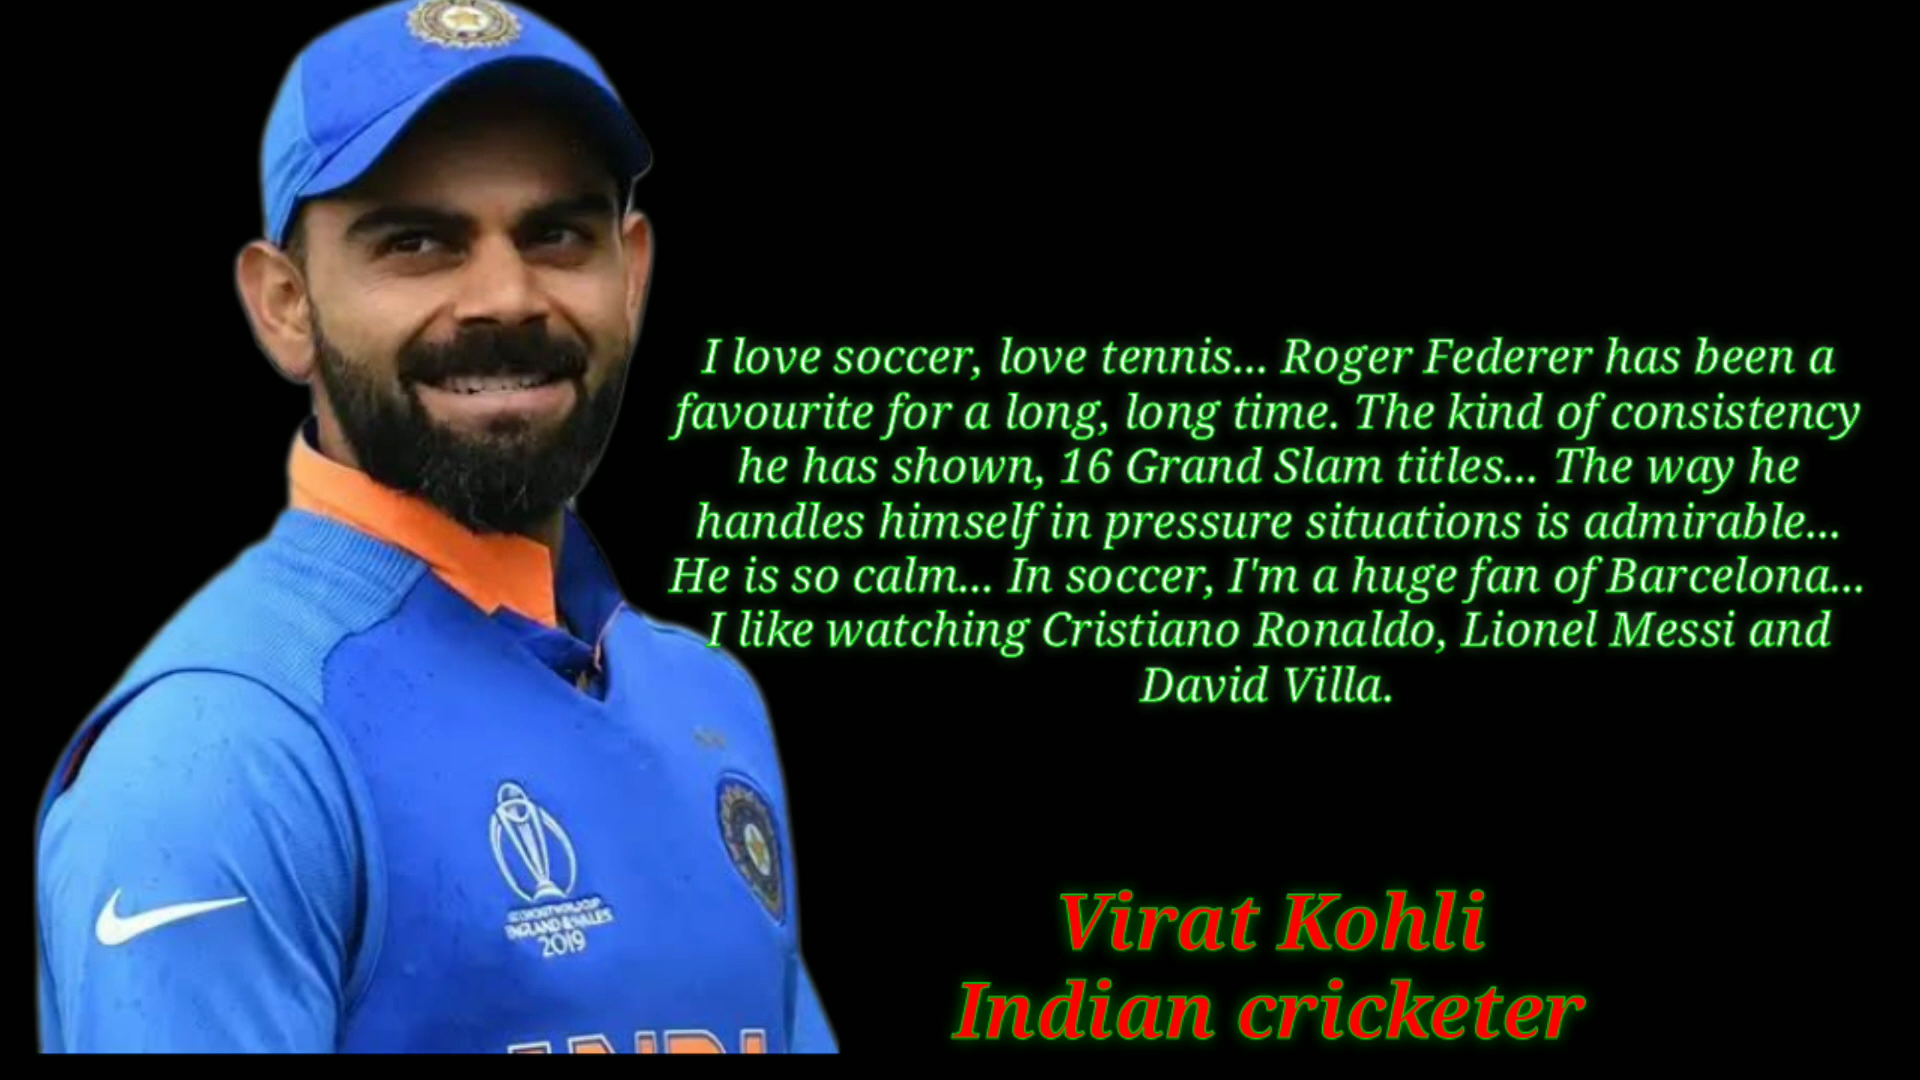 I love soccer, love tennis... Roger Federer has been a
favourite for a long, long time. The kind of consistency
he has shown, 16 Grand Slam titles... The way he
handles himself in pressure situations is admirable...
He is so calm... In soccer, I'm a huge fan of Barcelona...
I like watching Cristiano Ronaldo, Lionel Messi and
David Villa.
ENGLAND & WALES
2019
Virat Kohli
Indian cricketer